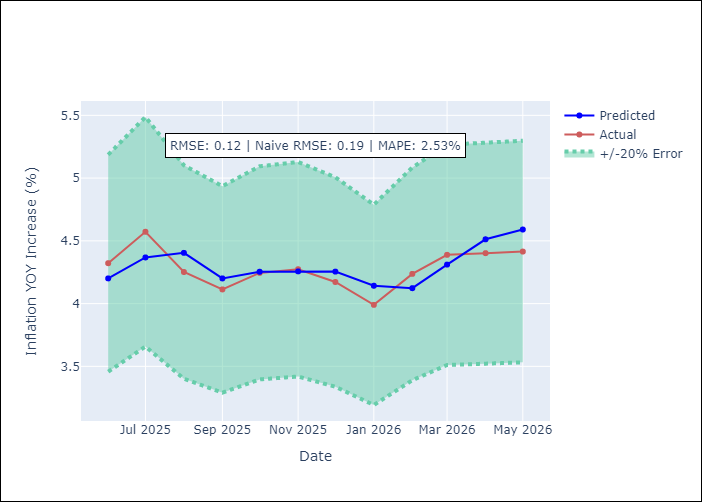 RMSE: 0.12 | Naive RMSE: 0.19 | MAPE: 2.53%
Predicted
Actual
+/-20% Error
Inflation YOY Increase (%)
5.5
5
4.5
4
3.5
Jul 2025
Sep 2025
Nov 2025
Jan 2026
Mar 2026
May 2026
Date